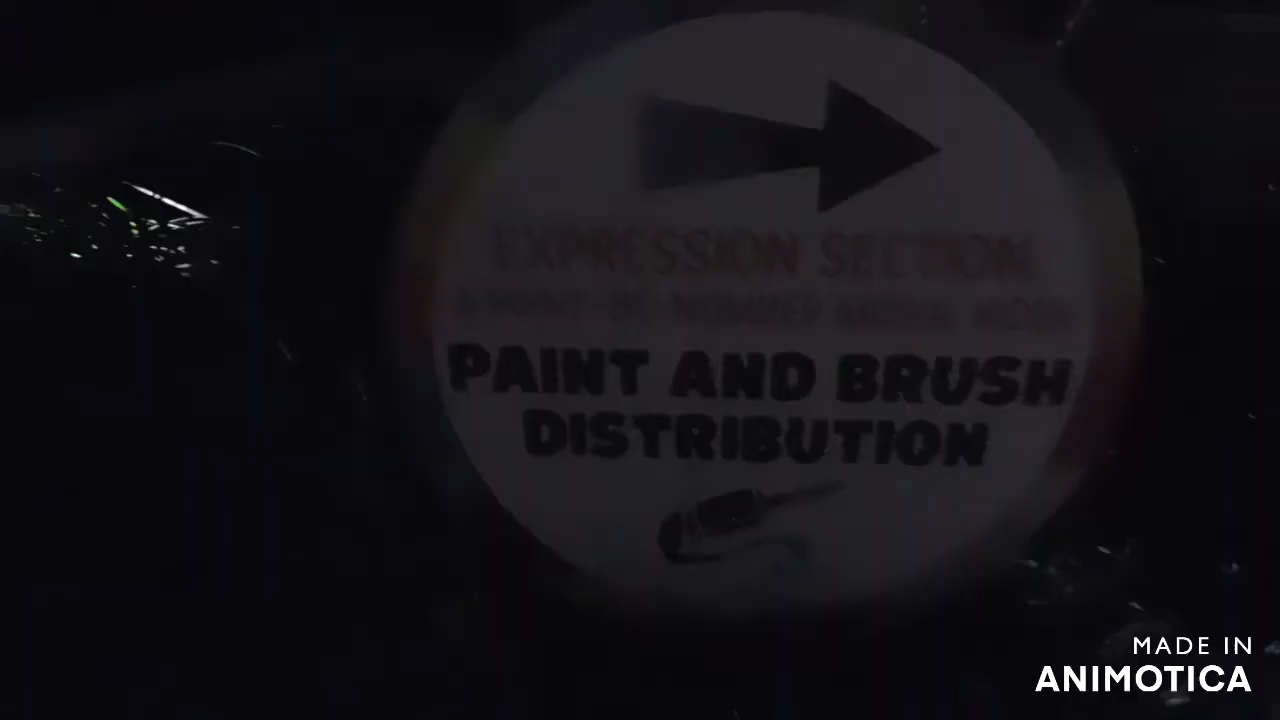 EXPRESSION SECTION
PAINT AND BRUSH
DISTRIBUTION
MADE IN
ANIMOTICA